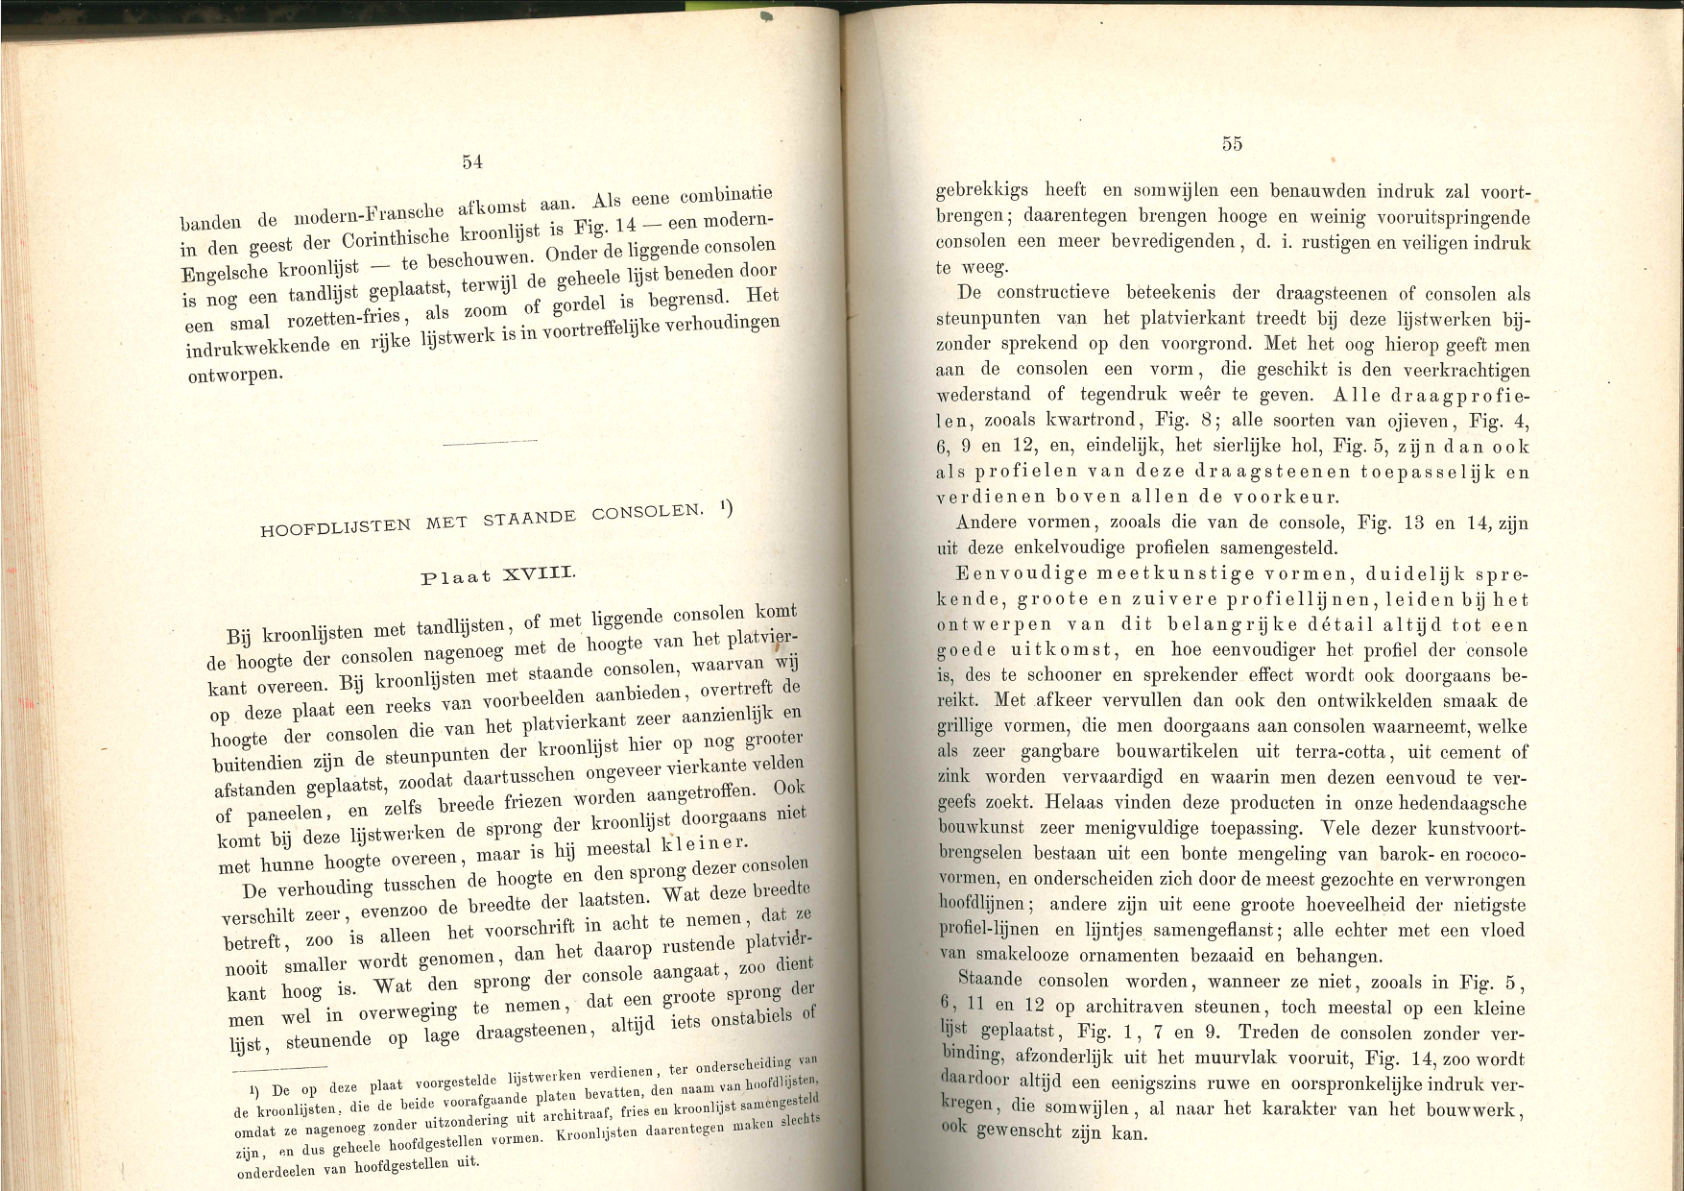 54
banden de modern-Fransche afkomst aan. Als eene combinatie
in den geest der Corinthische kroonlijst is Fig. 14 — een modern-
Engelsche kroonlijst — te beschouwen. Onder de liggende consolen
is nog een tandlijst geplaatst, terwijl de geheele lijst beneden door
een smal rozetten-fries, als zoom of gordel is begrensd. Het
indrukwekkende en rijke lijstwerk is in voortreffelijke verhoudingen
ontworpen.
HOOFDLIJSTEN MET STAANDE CONSOLEN. ¹)
Plaat XVIII.
Bij kroonlijsten met tandlijsten, of met liggende consolen komt
de hoogte der consolen nagenoeg met de hoogte van het platvier-
kant overeen. Bij kroonlijsten met staande consolen, waarvan wij
op deze plaat een reeks van voorbeelden aanbieden, overtreft de
hoogte der consolen die van het platvierkant zeer aanzienlijk en
buitendien zijn de steunpunten der kroonlijst hier op nog grooter
afstanden geplaatst, zoodat daartusschen ongeveer vierkante velden
of paneelen, en zelfs breede friezen worden aangetroffen. Ook
komt bij deze lijstwerken de sprong der kroonlijst doorgaans niet
met hunne hoogte overeen, maar is hij meestal kleiner.
De verhouding tusschen de hoogte en den sprong dezer consolen
verschilt zeer, evenzoo de breedte der laatsten. Wat deze breedte
betreft, zoo is alleen het voorschrift in acht te nemen, dat ze
nooit smaller wordt genomen, dan het daarop rustende platvier-
kant hoog is. Wat den sprong der console aangaat, zoo dient
men wel in overweging te nemen, dat een groote sprong der
lijst, steunende op lage draagsteenen, altijd iets onstabiels of
¹) De op deze plaat voorgestelde lijstwerken verdienen, ter onderscheiding van
de kroonlijsten, die de beide voorafgaande platen bevatten, den naam van hoofdlijsten,
omdat ze nagenoeg zonder uitzondering uit architraaf, fries en kroonlijst samengesteld
zijn, en dus geheele hoofdgestellen vormen. Kroonlijsten daarentegen maken slechts
onderdeelen van hoofdgestellen uit.
55
gebrekkigs heeft en somwijlen een benauwden indruk zal voort-
brengen; daarentegen brengen hooge en weinig vooruitspringende
consolen een meer bevredigenden, d. i. rustigen en veiligen indruk
te weeg.
De constructieve beteekenis der draagsteenen of consolen als
steunpunten van het platvierkant treedt bij deze lijstwerken bij-
zonder sprekend op den voorgrond. Met het oog hierop geeft men
aan de consolen een vorm, die geschikt is den veerkrachtigen
wederstand of tegendruk weêr te geven. Alle draagprofie-
len, zooals kwartrond, Fig. 8; alle soorten van ojieven, Fig. 4,
6, 9 en 12, en, eindelijk, het sierlijke hol, Fig. 5, zijn dan ook
als profielen van deze draagsteenen toepasselijk en
verdienen boven allen de voorkeur.
Andere vormen, zooals die van de console, Fig. 13 en 14, zijn
uit deze enkelvoudige profielen samengesteld.
Eenvoudige meetkunstige vormen, duidelijk spre-
kende, groote en zuivere profiellijnen, leiden bij het
ontwerpen van dit belangrijke détail altijd tot een
goede uitkomst, en hoe eenvoudiger het profiel der console
is, des te schooner en sprekender effect wordt ook doorgaans be-
reikt. Met afkeer vervullen dan ook den ontwikkelden smaak de
grillige vormen, die men doorgaans aan consolen waarneemt, welke
als zeer gangbare bouwartikelen uit terra-cotta, uit cement of
zink worden vervaardigd en waarin men dezen eenvoud te ver-
geefs zoekt. Helaas vinden deze producten in onze hedendaagsche
bouwkunst zeer menigvuldige toepassing. Vele dezer kunstvoort-
brengselen bestaan uit een bonte mengeling van barok- en rococo-
vormen, en onderscheiden zich door de meest gezochte en verwrongen
hoofdlijnen; andere zijn uit eene groote hoeveelheid der nietigste
profiel-lijnen en lijntjes samengeflanst; alle echter met een vloed
van smakelooze ornamenten bezaaid en behangen.
Staande consolen worden, wanneer ze niet, zooals in Fig. 5,
6, 11 en 12 op architraven steunen, toch meestal op een kleine
lijst geplaatst, Fig. 1, 7 en 9. Treden de consolen zonder ver-
binding, afzonderlijk uit het muurvlak vooruit, Fig. 14, zoo wordt
daardoor altijd een eenigszins ruwe en oorspronkelijke indruk ver-
kregen, die somwijlen, al naar het karakter van het bouwwerk,
ook gewenscht zijn kan.